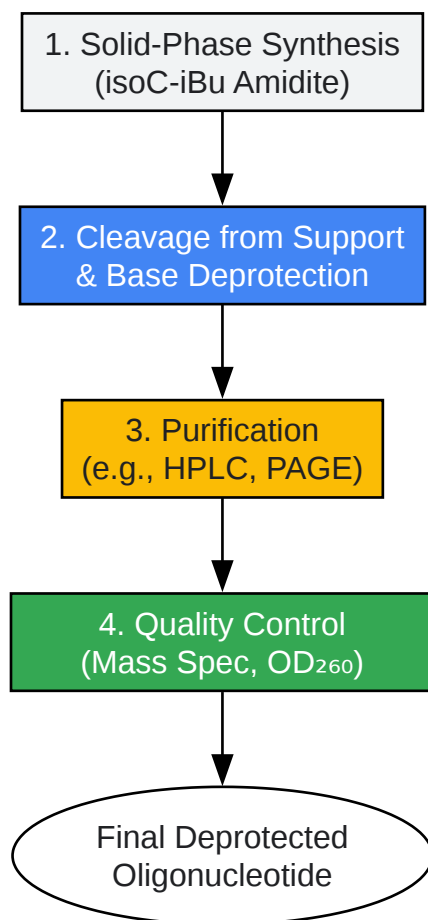 1. Solid-Phase Synthesis
(isoC-iBu Amidite)
2. Cleavage from Support
& Base Deprotection
3. Purification
(e.g., HPLC, PAGE)
4. Quality Control
(Mass Spec, OD₂₆₀)
Final Deprotected
Oligonucleotide